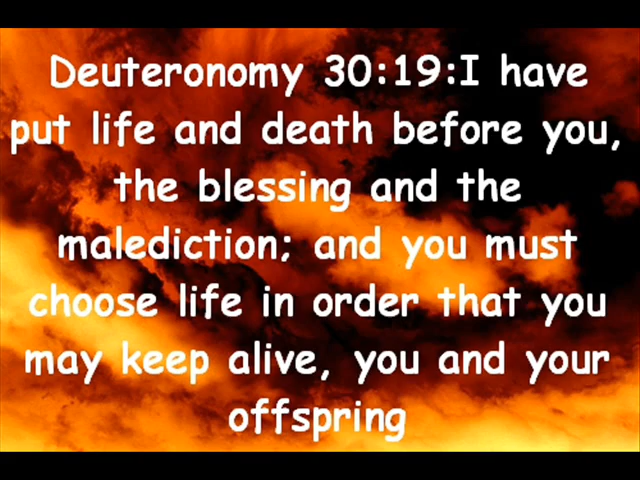 Deuteronomy 30:19:I have
put life and death before you,
the blessing and the
malediction; and you must
choose life in order that you
may keep alive, you and your
offspring